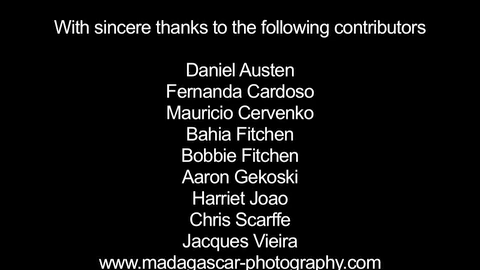 With sincere thanks to the following contributors
Daniel Austen
Fernanda Cardoso
Mauricio Cervenko
Bahia Fitchen
Bobbie Fitchen
Aaron Gekoski
Harriet Joao
Chris Scarffe
Jacques Vieira
www.madagascar-photography.com